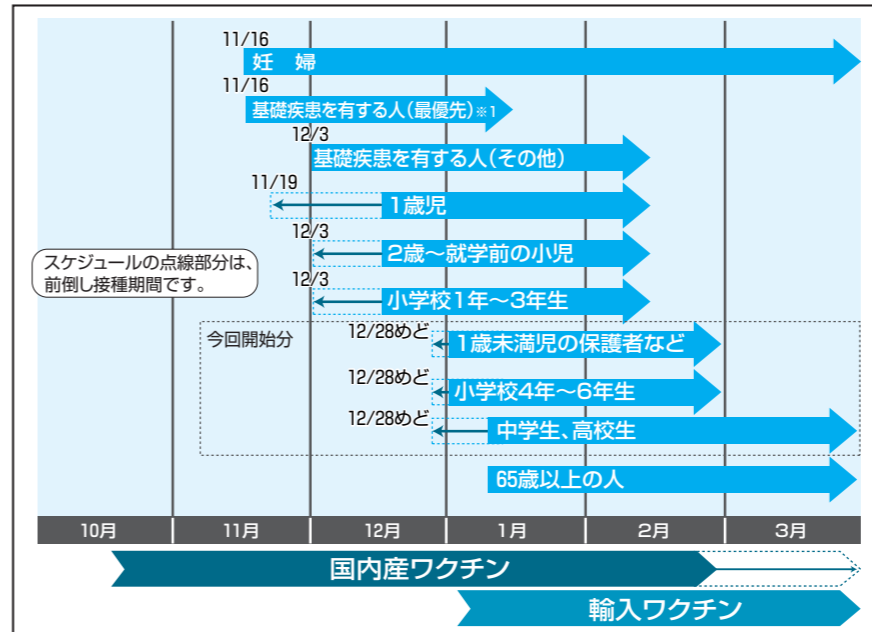 11/16
妊　婦
11/16
基礎疾患を有する人(最優先)※1
12/3
基礎疾患を有する人(その他)
11/19
1歳児
12/3
2歳～就学前の小児
スケジュールの点線部分は、
前倒し接種期間です。
12/3
小学校1年～3年生
今回開始分
12/28めど
1歳未満児の保護者など
12/28めど
小学校4年～6年生
12/28めど
中学生、高校生
65歳以上の人
10月 11月 12月 1月 2月 3月
国内産ワクチン
輸入ワクチン